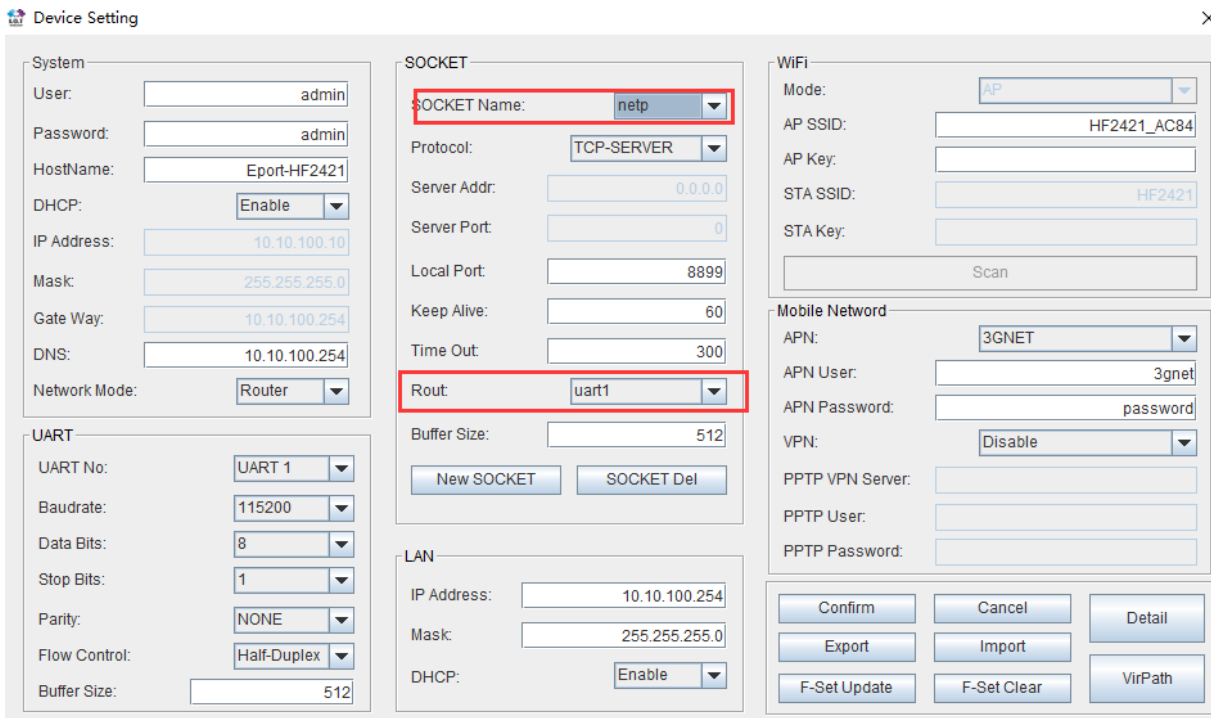 Device Setting
System
User: admin
Password: admin
HostName: Eport-HF2421
DHCP: Enable
IP Address: 10.10.100.10
Mask: 255.255.255.0
Gate Way: 10.10.100.254
DNS: 10.10.100.254
Network Mode: Router
UART
UART No: UART 1
Baudrate: 115200
Data Bits: 8
Stop Bits: 1
Parity: NONE
Flow Control: Half-Duplex
Buffer Size: 512
SOCKET
SOCKET Name: netp
Protocol: TCP-SERVER
Server Addr: 0.0.0.0
Server Port: 0
Local Port: 8899
Keep Alive: 60
Time Out: 300
Rout: uart1
Buffer Size: 512
New SOCKET SOCKET Del
LAN
IP Address: 10.10.100.254
Mask: 255.255.255.0
DHCP: Enable
WiFi
Mode: AP
AP SSID: HF2421_AC84
AP Key:
STA SSID: HF2421
STA Key:
Scan
Mobile Network
APN: 3GNET
APN User: 3gnet
APN Password: password
VPN: Disable
PPTP VPN Server:
PPTP User:
PPTP Password:
Confirm Cancel Detail
Export Import
F-Set Update F-Set Clear VirPath